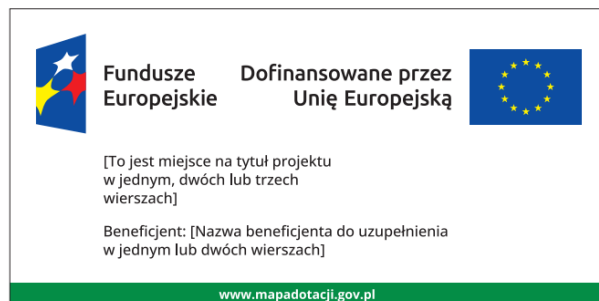 Fundusze
Europejskie
Dofinansowane przez
Unię Europejską
[To jest miejsce na tytuł projektu
w jednym, dwóch lub trzech
wierszach]
Beneficjent: [Nazwa beneficjenta do uzupełnienia
w jednym lub dwóch wierszach]
www.mapadotacji.gov.pl